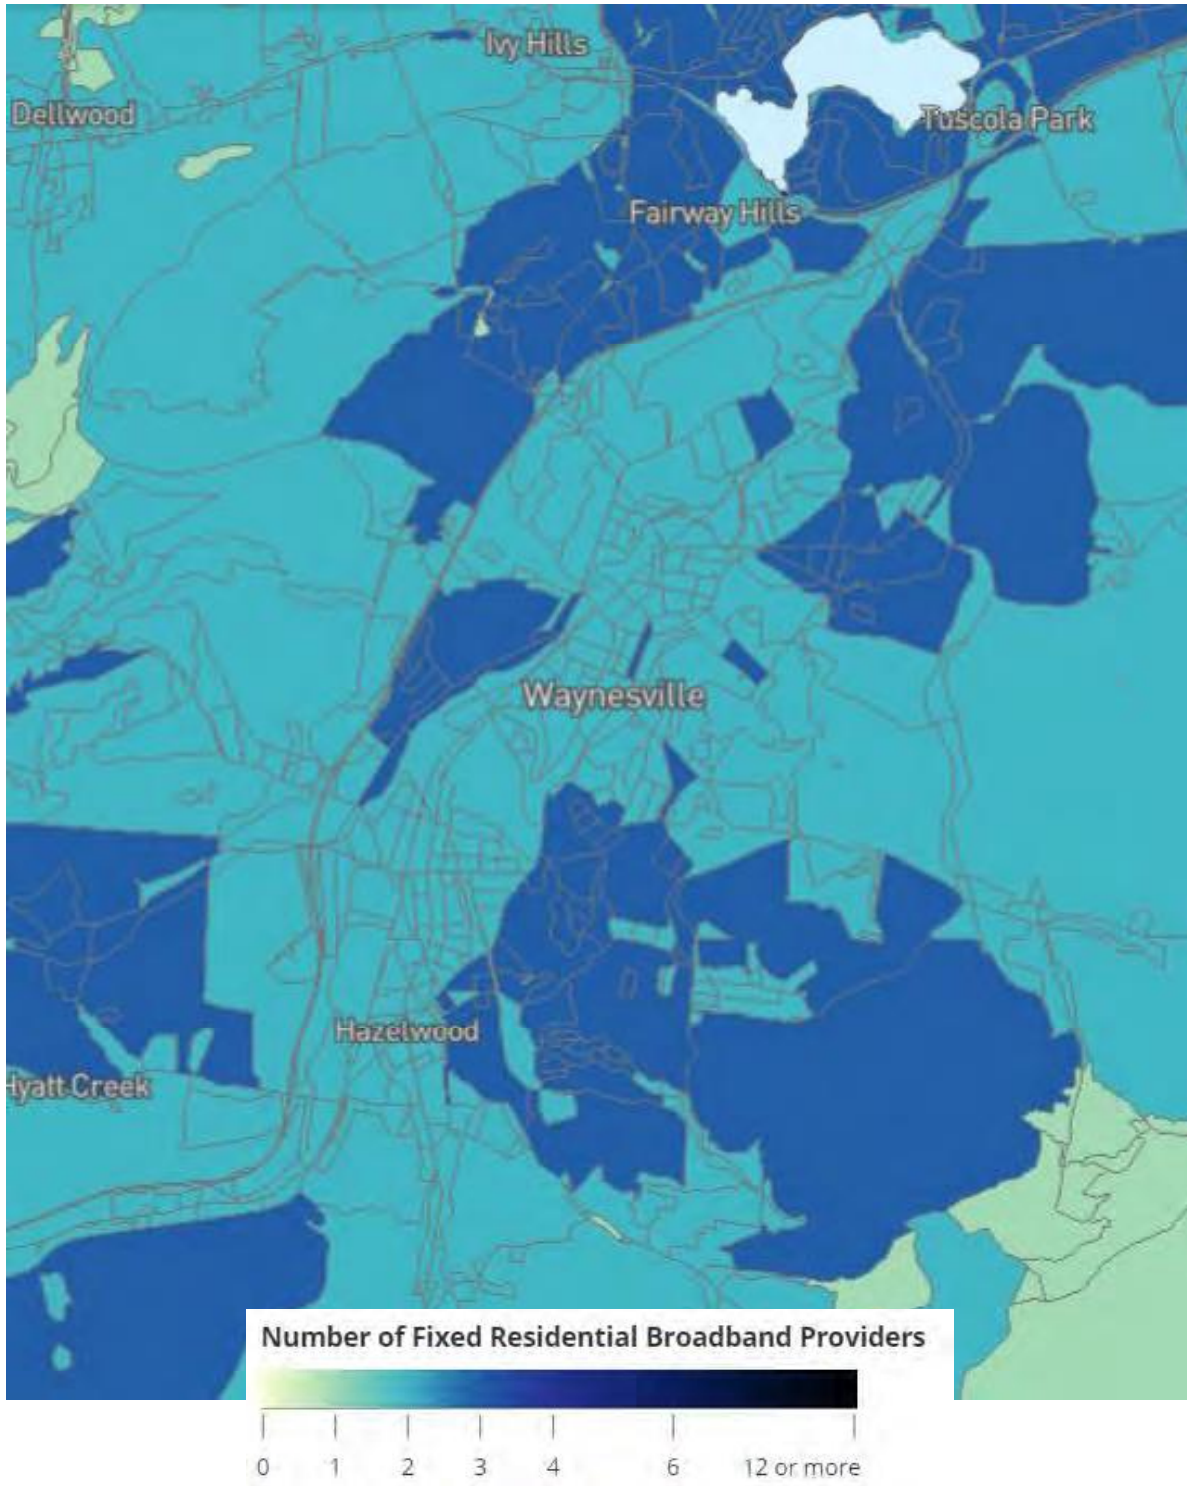 Ivy Hills
Dellwood
Tuscola Park
Fairway Hills
Waynesville
Hazelwood
Hyatt Creek
Number of Fixed Residential Broadband Providers
0 1 2 3 4 6 12 or more